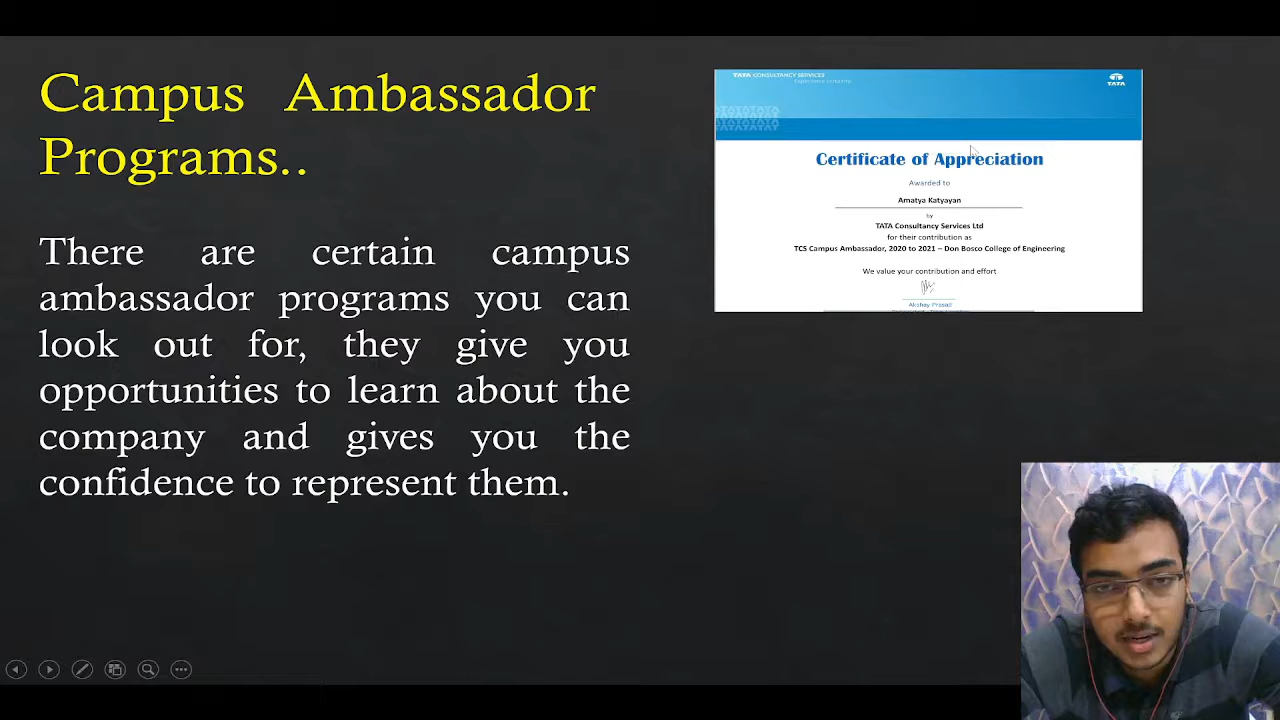 Campus Ambassador
Programs..
There are certain campus
ambassador programs you can
look out for, they give you
opportunities to learn about the
company and gives you the
confidence to represent them.
TATA CONSULTANCY SERVICES
Experience certainty
TATA
Certificate of Appreciation
Awarded to
Amatya Katyayan
by
TATA Consultancy Services Ltd
for their contribution as
TCS Campus Ambassador, 2020 to 2021 – Don Bosco College of Engineering
We value your contribution and effort
Akshay Prasad